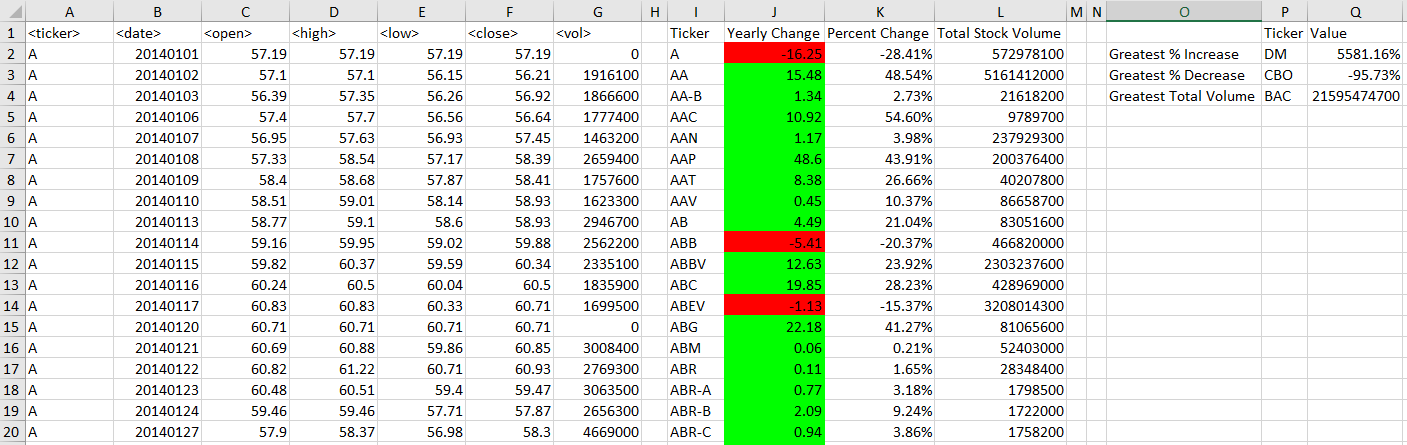 A B C D E F G H I J K L M N O P Q
1 <ticker> <date> <open> <high> <low> <close> <vol> Ticker Yearly Change Percent Change Total Stock Volume Ticker Value
2 A 20140101 57.19 57.19 57.19 57.19 0 A -16.25 -28.41% 572978100 Greatest % Increase DM 5581.16%
3 A 20140102 57.1 57.1 56.15 56.21 1916100 AA 15.48 48.54% 5161412000 Greatest % Decrease CBO -95.73%
4 A 20140103 56.39 57.35 56.26 56.92 1866600 AA-B 1.34 2.73% 21618200 Greatest Total Volume BAC 21595474700
5 A 20140106 57.4 57.7 56.56 56.64 1777400 AAC 10.92 54.60% 9789700
6 A 20140107 56.95 57.63 56.93 57.45 1463200 AAN 1.17 3.98% 237929300
7 A 20140108 57.33 58.54 57.17 58.39 2659400 AAP 48.6 43.91% 200376400
8 A 20140109 58.4 58.68 57.87 58.41 1757600 AAT 8.38 26.66% 40207800
9 A 20140110 58.51 59.01 58.14 58.93 1623300 AAV 0.45 10.37% 86658700
10 A 20140113 58.77 59.1 58.6 58.93 2946700 AB 4.49 21.04% 83051600
11 A 20140114 59.16 59.95 59.02 59.88 2562200 ABB -5.41 -20.37% 466820000
12 A 20140115 59.82 60.37 59.59 60.34 2335100 ABBV 12.63 23.92% 2303237600
13 A 20140116 60.24 60.5 60.04 60.5 1835900 ABC 19.85 28.23% 428969000
14 A 20140117 60.83 60.83 60.33 60.71 1699500 ABEV -1.13 -15.37% 3208014300
15 A 20140120 60.71 60.71 60.71 60.71 0 ABG 22.18 41.27% 81065600
16 A 20140121 60.69 60.88 59.86 60.85 3008400 ABM 0.06 0.21% 52403000
17 A 20140122 60.82 61.22 60.71 60.93 2769300 ABR 0.11 1.65% 28348400
18 A 20140123 60.48 60.51 59.4 59.47 3063500 ABR-A 0.77 3.18% 1798500
19 A 20140124 59.46 59.46 57.71 57.87 2656300 ABR-B 2.09 9.24% 1722000
20 A 20140127 57.9 58.37 56.98 58.3 4669000 ABR-C 0.94 3.86% 1758200